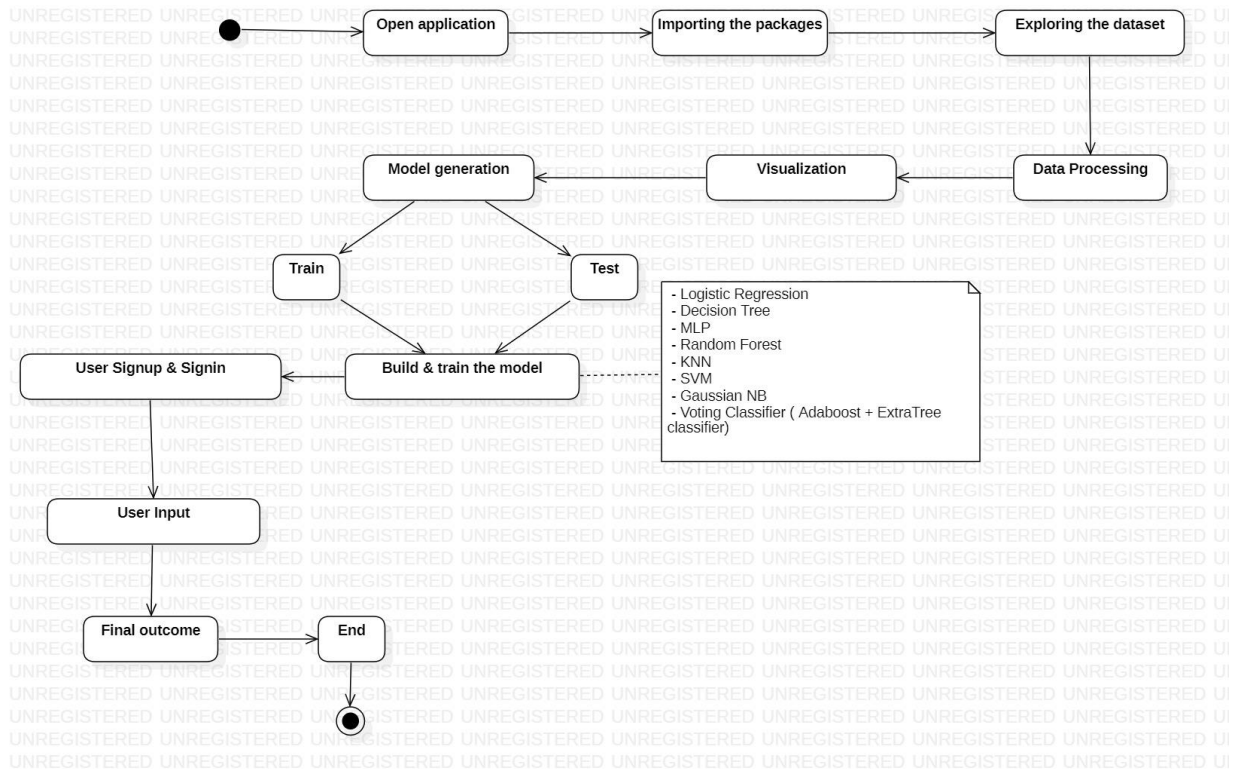 Open application
Importing the packages
Exploring the dataset
Model generation
Visualization
Data Processing
Train
Test
- Logistic Regression
- Decision Tree
- MLP
- Random Forest
- KNN
- SVM
- Gaussian NB
- Voting Classifier ( Adaboost + ExtraTree
classifier)
User Signup & Signin
Build & train the model
User Input
Final outcome
End
UNREGISTERED